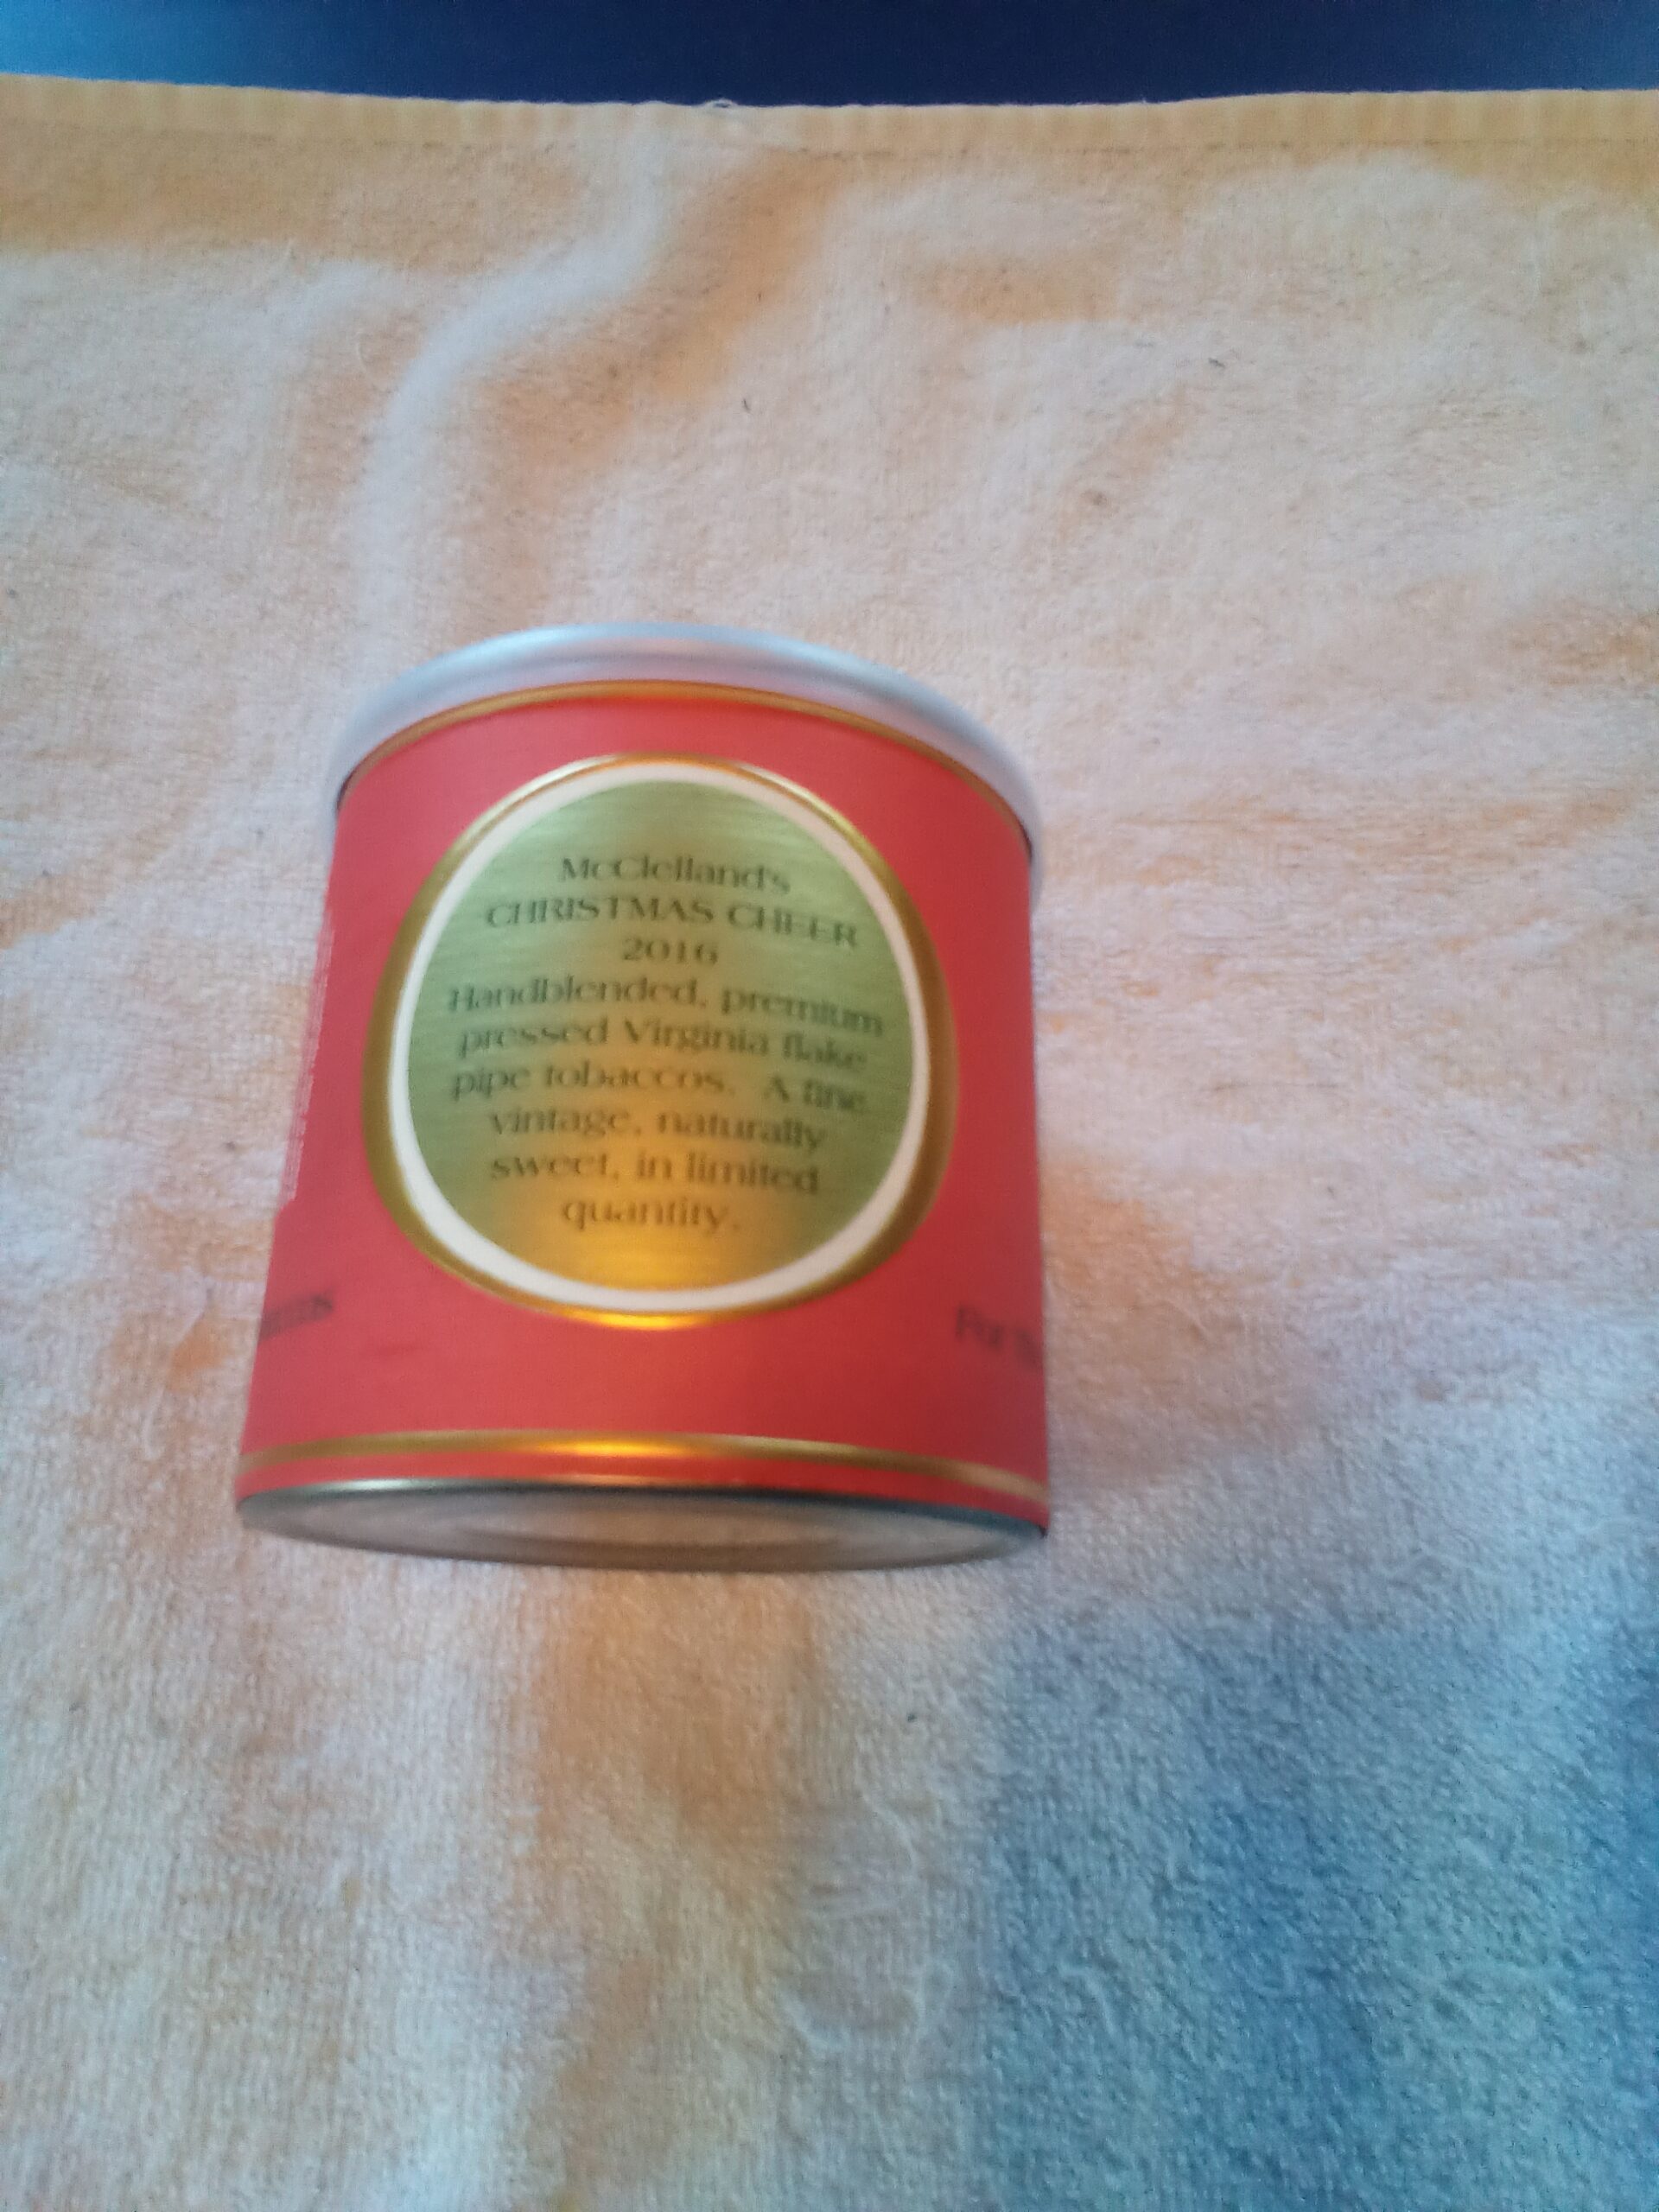 McClelland's
CHRISTMAS CHEER
2016
Handblended, premium
pressed Virginia flake
pipe tobaccos. A fine
vintage, naturally
sweet, in limited
quantity.